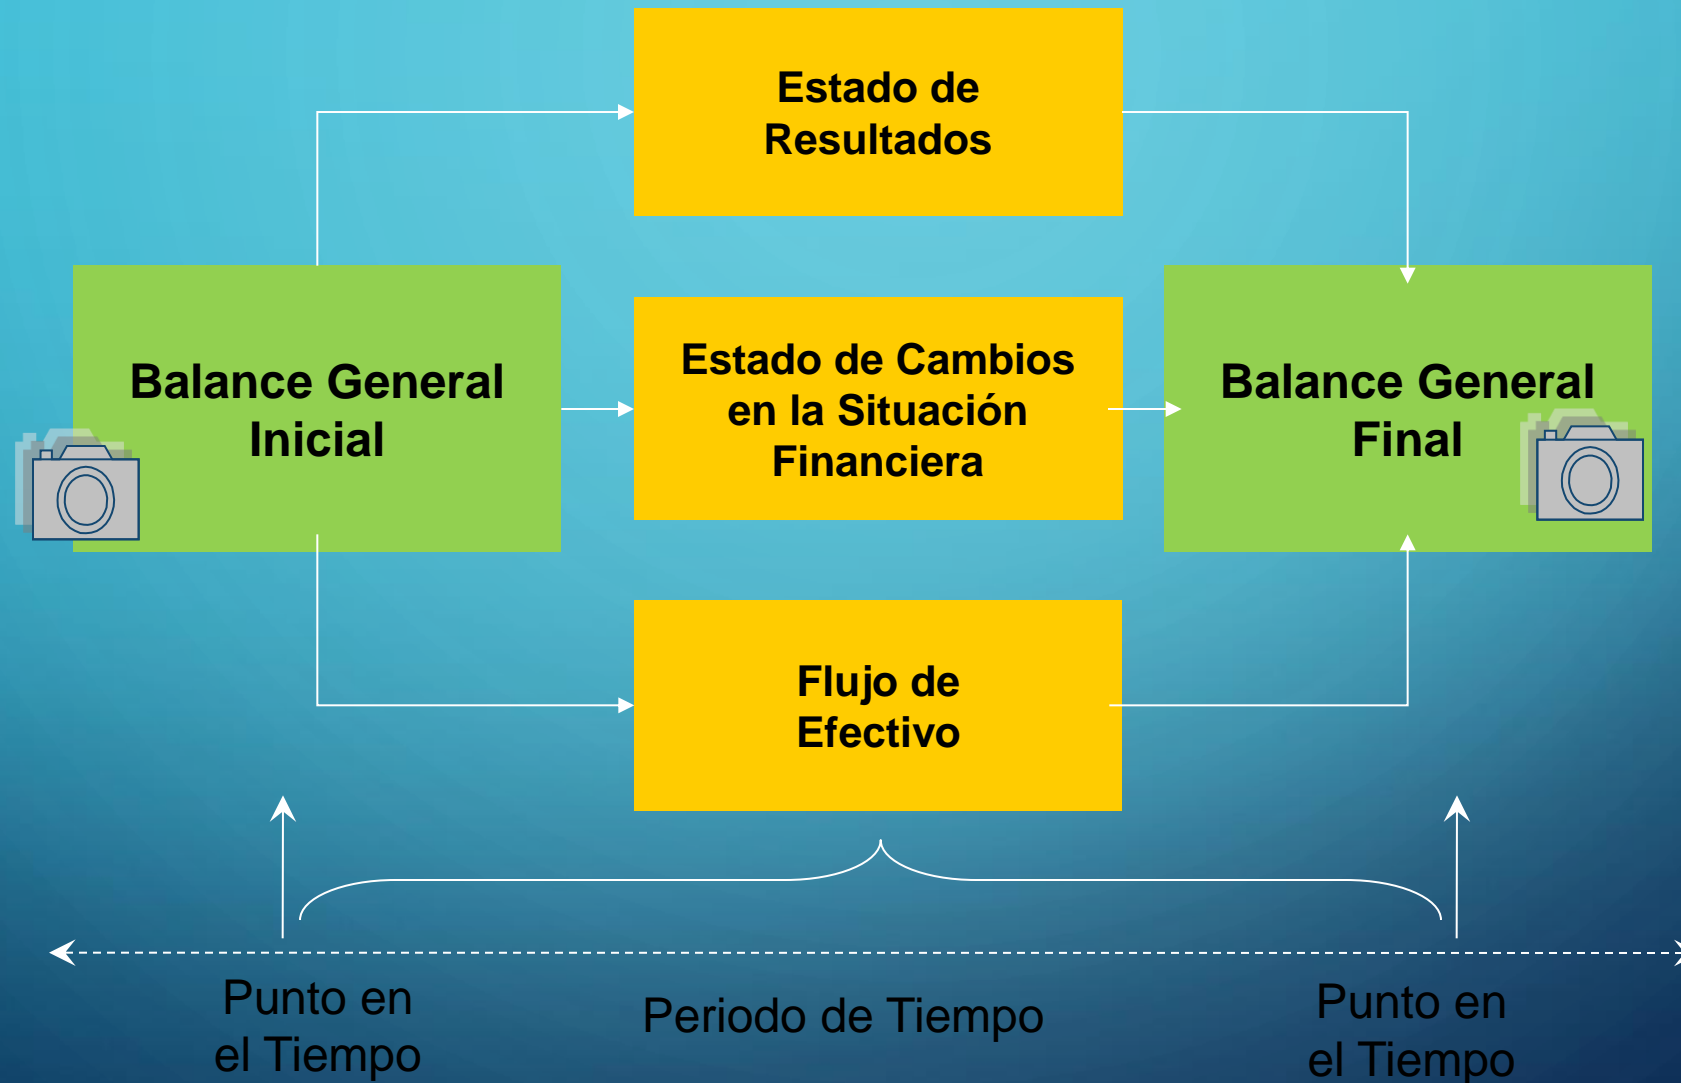 Estado de
Resultados
Balance General
Inicial
Estado de Cambios
en la Situación
Financiera
Balance General
Final
Flujo de
Efectivo
Punto en
el Tiempo
Periodo de Tiempo
Punto en
el Tiempo